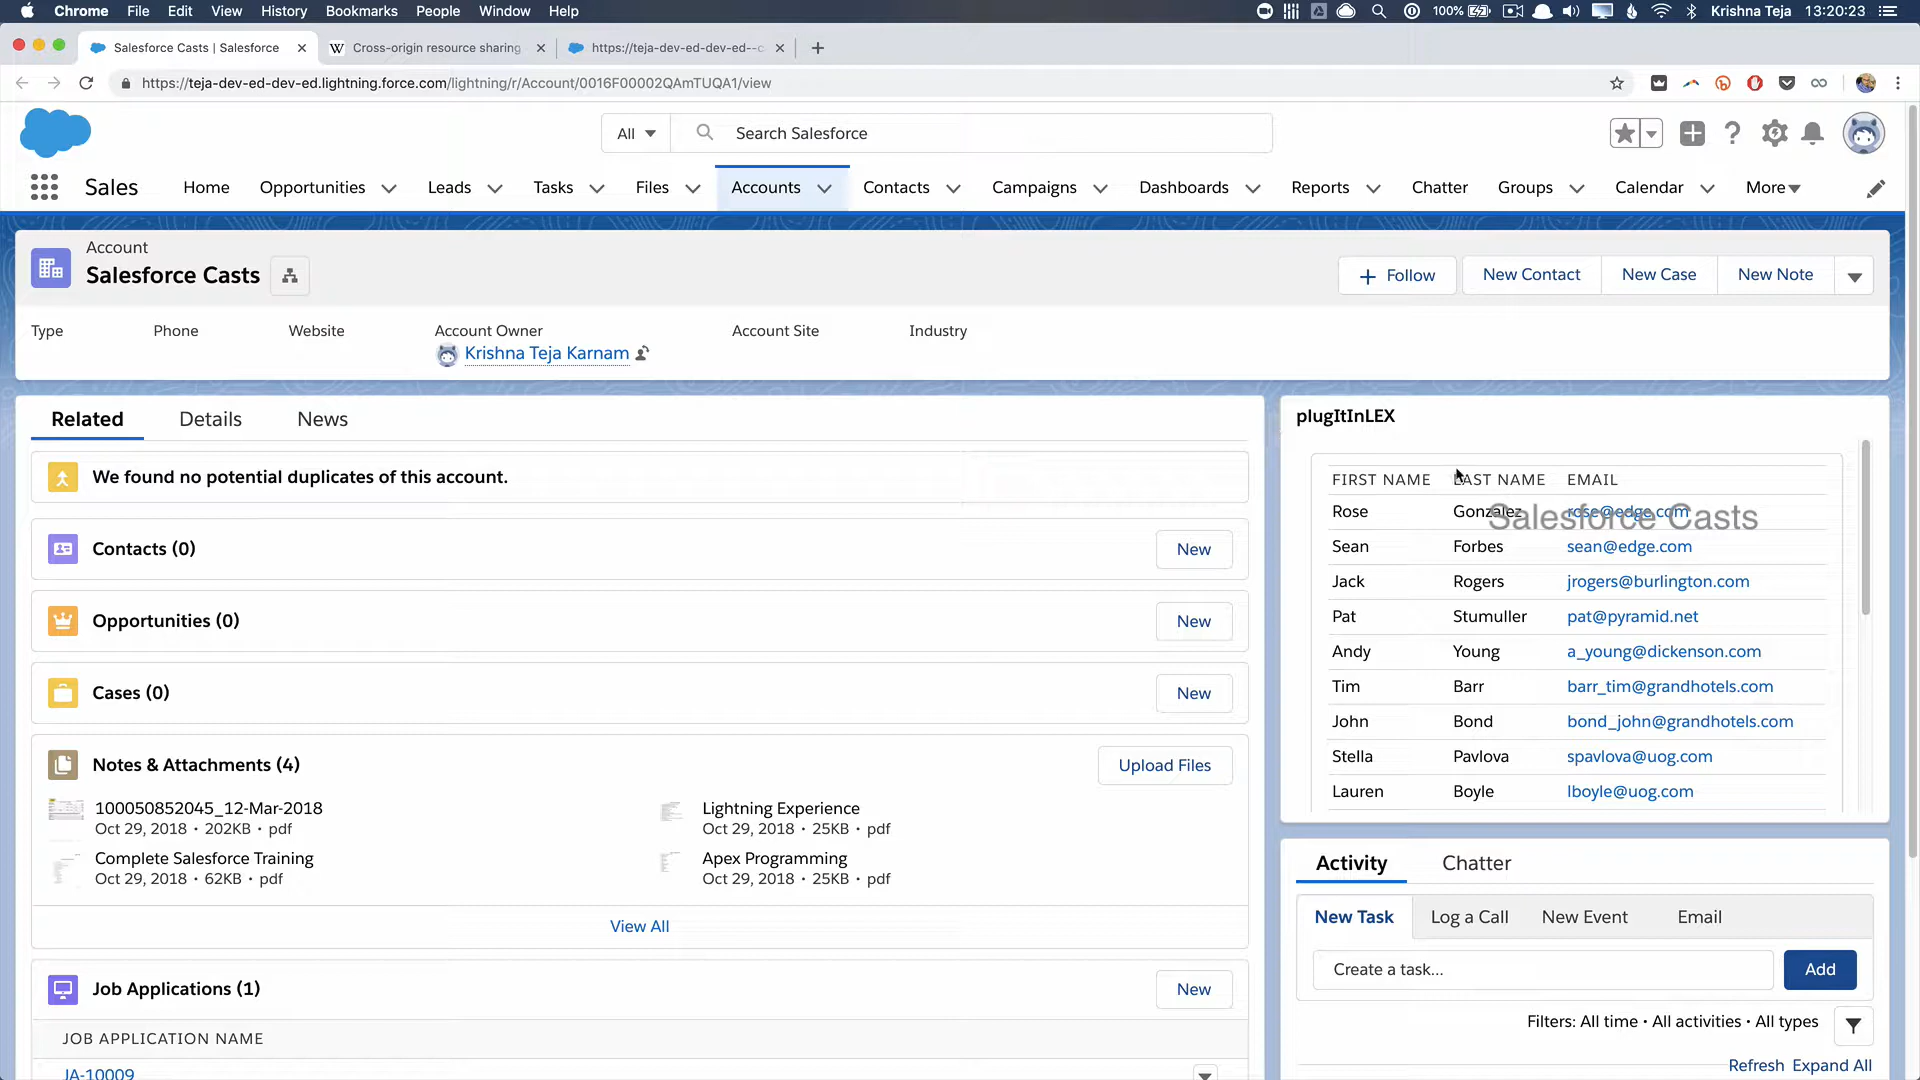 Chrome File Edit View History Bookmarks People Window Help 100% Krishna Teja 13:20:23
Salesforce Casts | Salesforce Cross-origin resource sharing https://teja-dev-ed-dev-ed--c
https://teja-dev-ed-dev-ed.lightning.force.com/lightning/r/Account/0016F00002QAmTUQA1/view
All Search Salesforce
Sales Home Opportunities Leads Tasks Files Accounts Contacts Campaigns Dashboards Reports Chatter Groups Calendar More
Account
Salesforce Casts
Follow New Contact New Case New Note
Type Phone Website Account Owner Account Site Industry
Krishna Teja Karnam
Related Details News
We found no potential duplicates of this account.
Contacts (0) New
Opportunities (0) New
Cases (0) New
Notes & Attachments (4) Upload Files
100050852045_12-Mar-2018
Oct 29, 2018 • 202KB • pdf
Lightning Experience
Oct 29, 2018 • 25KB • pdf
Complete Salesforce Training
Oct 29, 2018 • 62KB • pdf
Apex Programming
Oct 29, 2018 • 25KB • pdf
View All
Job Applications (1) New
JOB APPLICATION NAME
JA-10009
plugItInLEX
FIRST NAME LAST NAME EMAIL
Rose Gonzalez rose@edge.com
Salesforce Casts
Sean Forbes sean@edge.com
Jack Rogers jrogers@burlington.com
Pat Stumuller pat@pyramid.net
Andy Young a_young@dickenson.com
Tim Barr barr_tim@grandhotels.com
John Bond bond_john@grandhotels.com
Stella Pavlova spavlova@uog.com
Lauren Boyle lboyle@uog.com
Activity Chatter
New Task Log a Call New Event Email
Create a task... Add
Filters: All time • All activities • All types
Refresh Expand All